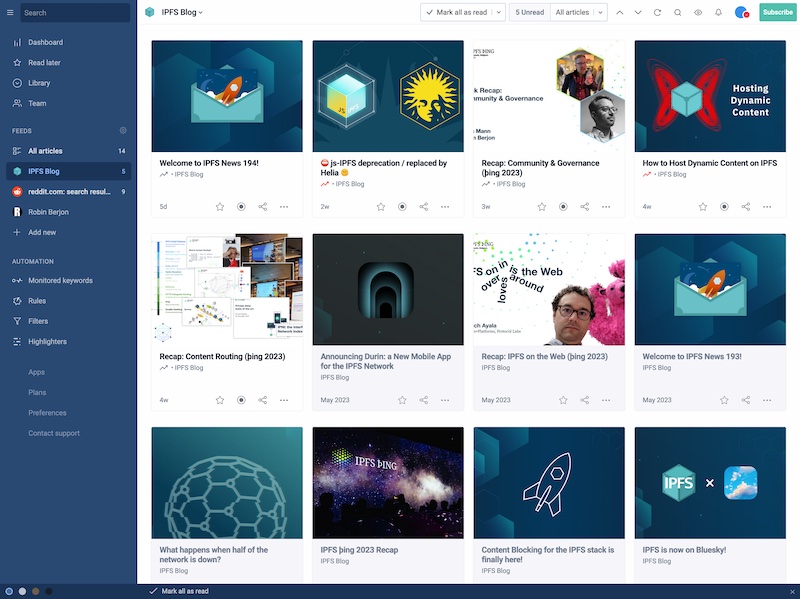 Search
Dashboard
Read later
Library
Team
FEEDS
All articles 14
IPFS Blog 5
reddit.com: search resul... 9
Robin Berjon
Add new
AUTOMATION
Monitored keywords
Rules
Filters
Highlighters
Apps
Plans
Preferences
Contact support
IPFS Blog
Mark all as read
5 Unread
All articles
Subscribe
Welcome to IPFS News 194!
• IPFS Blog
5d
JS
IPFS
🔴 js-IPFS deprecation / replaced by
Helia 🌞
• IPFS Blog
2w
IPFS ÞING
k Recap:
mmunity & Governance
Mann
n Berjon
Recap: Community & Governance
(þing 2023)
• IPFS Blog
3w
Hosting
Dynamic
Content
How to Host Dynamic Content on IPFS
• IPFS Blog
4w
Recap: Content Routing (þing 2023)
• IPFS Blog
4w
Announcing Durin: a New Mobile App
for the IPFS Network
IPFS Blog
May 2023
FS on in is the Web
over around
loves
ch Ayala
Recap: IPFS on the Web (þing 2023)
IPFS Blog
May 2023
Welcome to IPFS News 193!
IPFS Blog
May 2023
What happens when half of the
network is down?
IPFS Blog
IPFS ÞING
IPFS þing 2023 Recap
IPFS Blog
Content Blocking for the IPFS stack is
finally here!
IPFS Blog
IPFS ×
IPFS is now on Bluesky!
IPFS Blog
Mark all as read